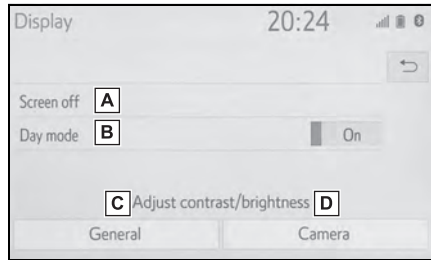 Display 20:24
Screen off A
Day mode B On
C Adjust contrast/brightness D
General Camera